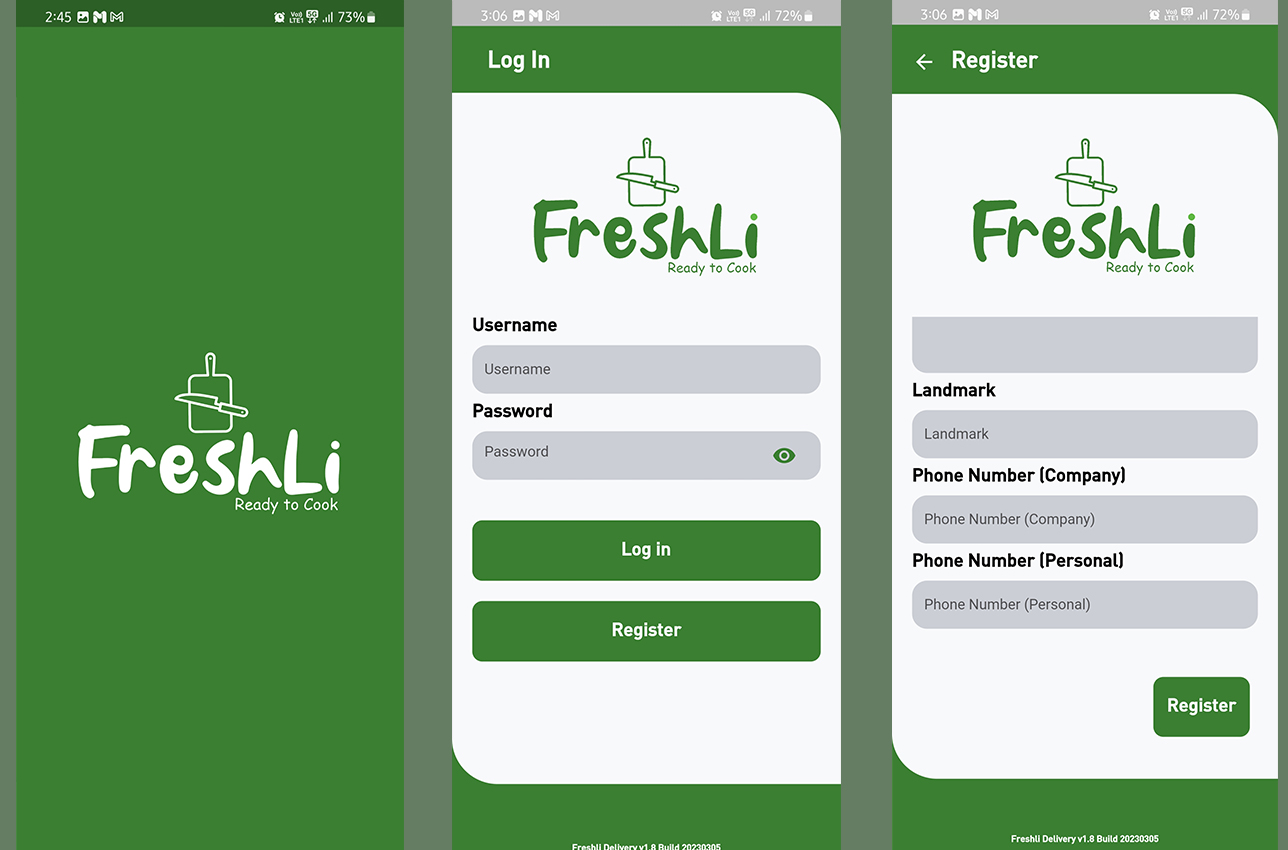 2:45
73%
FreshLi
Ready to Cook
3:06
72%
Log In
FreshLi
Ready to Cook
Username
Username
Password
Password
Log in
Register
Freshli Delivery v1.8 Build 20230305
3:06
72%
Register
FreshLi
Ready to Cook
Landmark
Landmark
Phone Number (Company)
Phone Number (Company)
Phone Number (Personal)
Phone Number (Personal)
Register
Freshli Delivery v1.8 Build 20230305